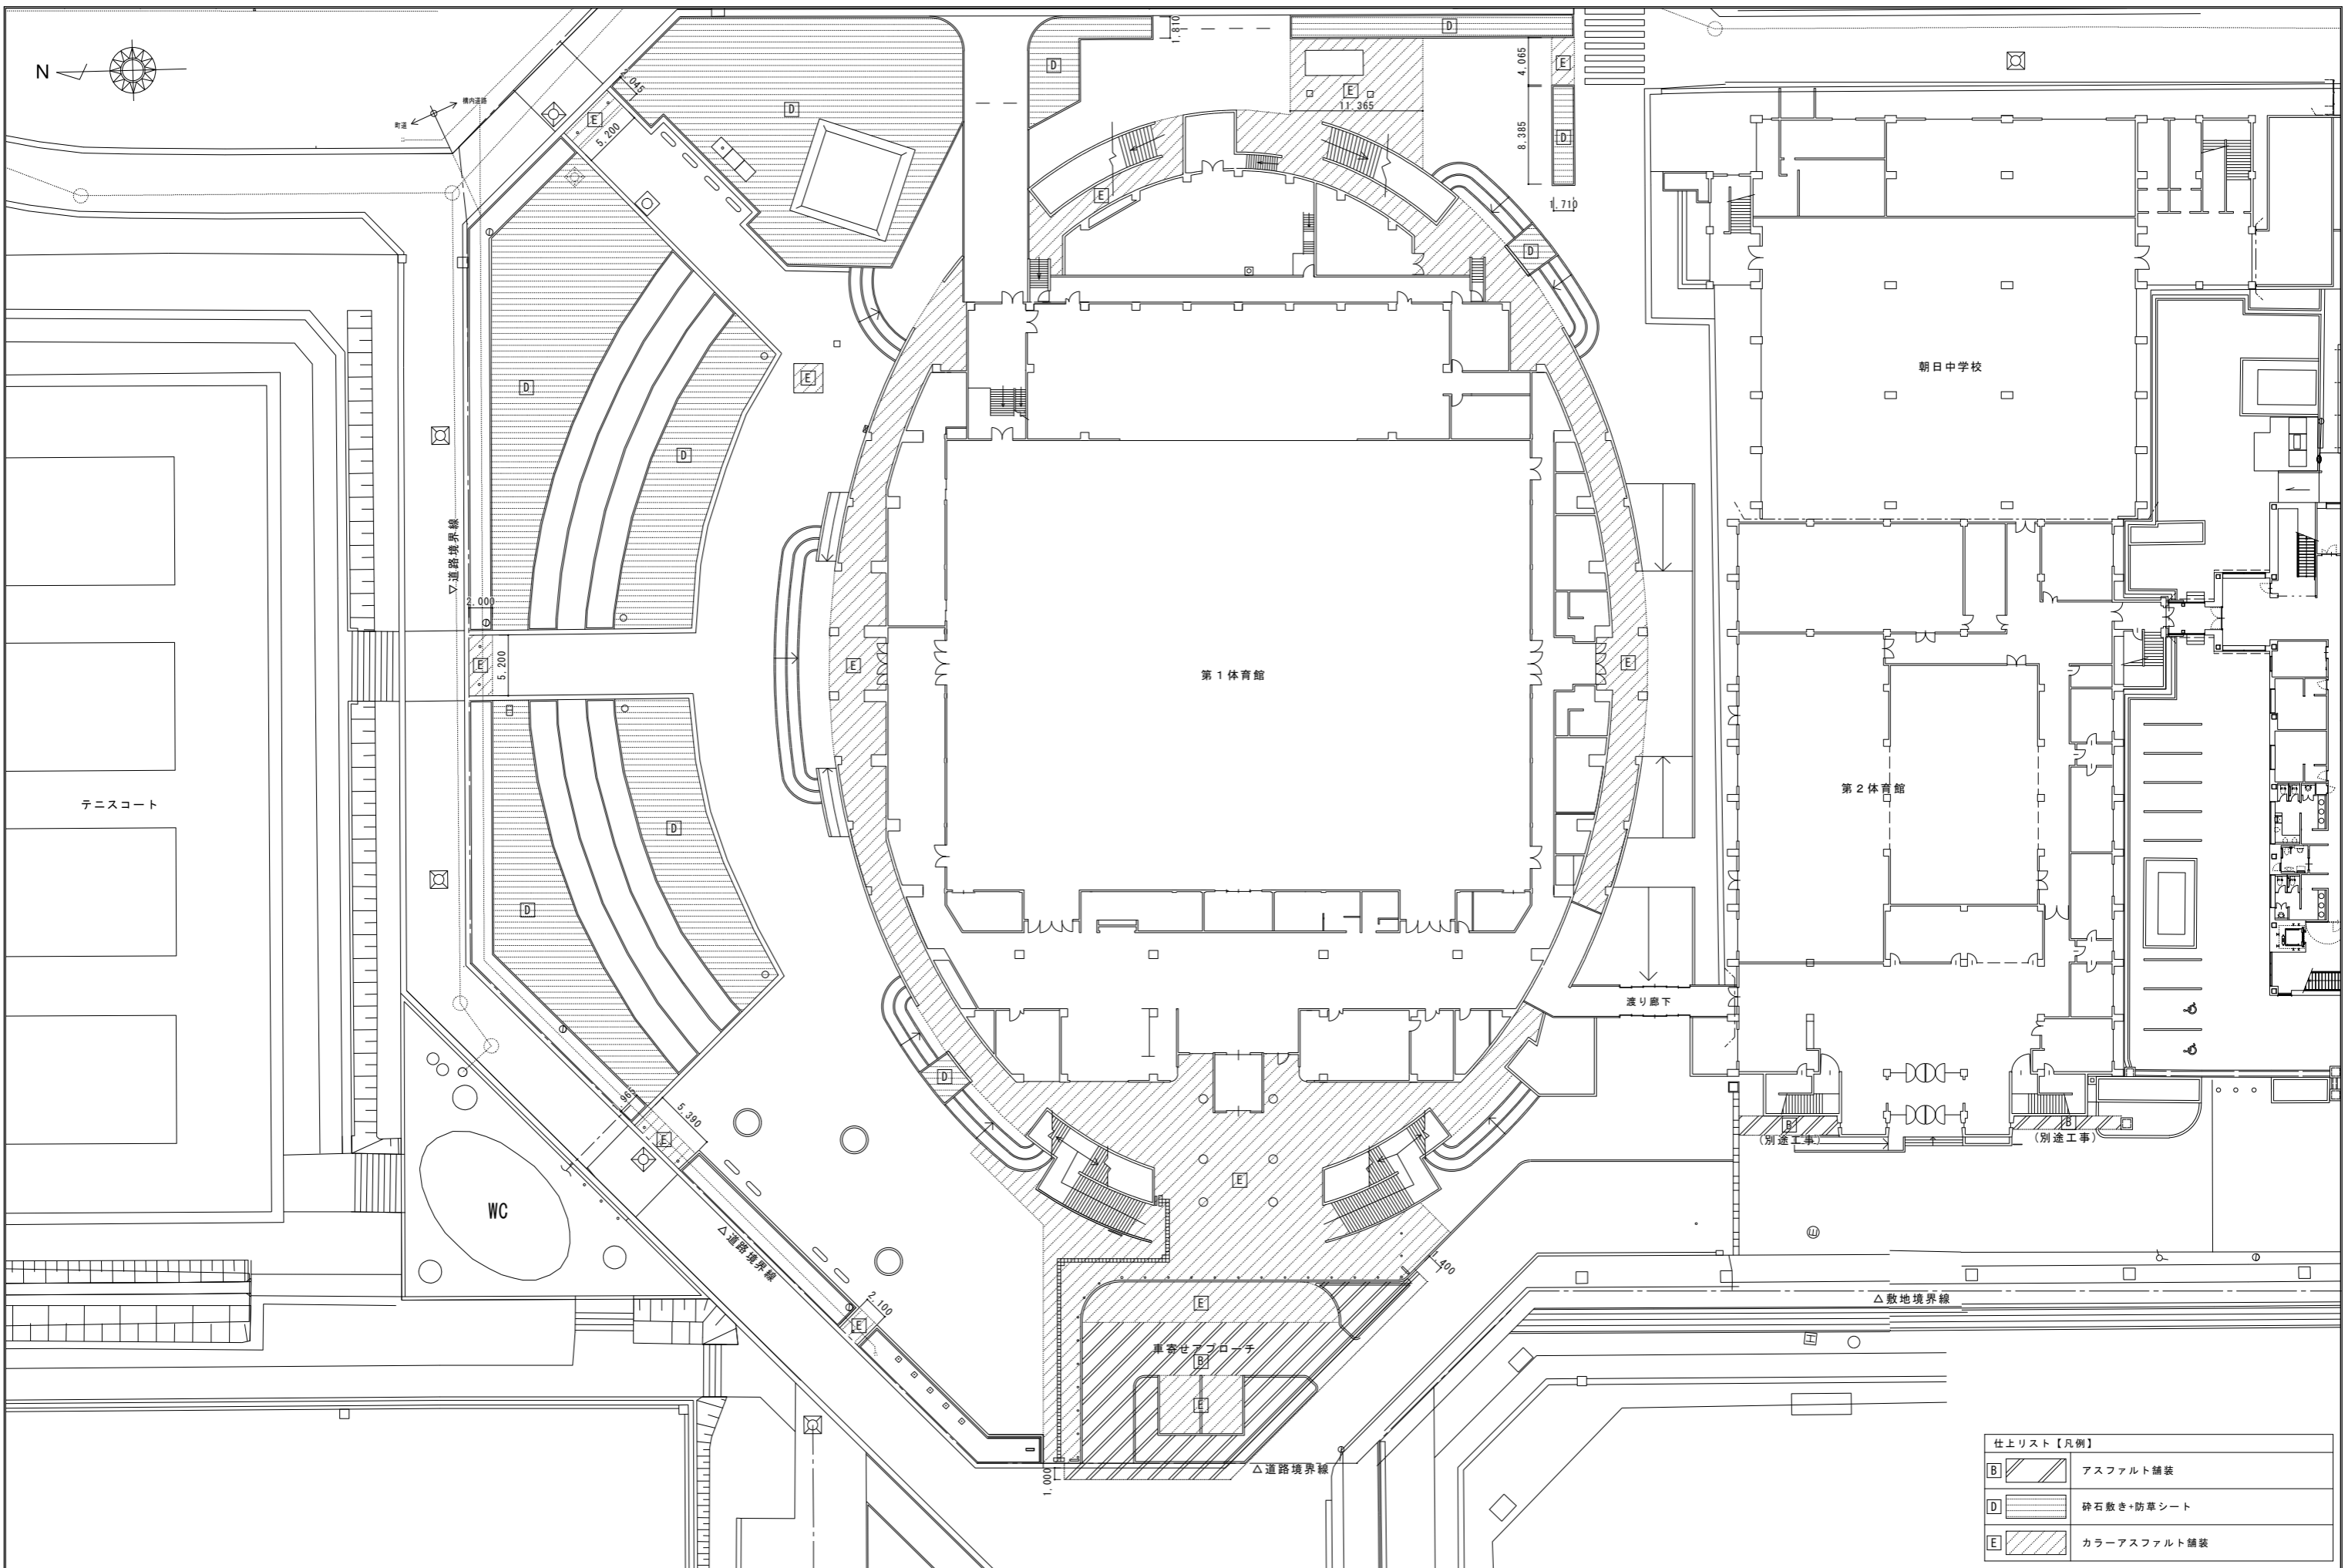 1,810
D
N
2,045
4,065
D
E
構内道路
E
11,365
D
町道
E
5,200
8,385
D
E
1,710
D
朝日中学校
E
D
D
▽道路境界線
2,000
E
5,200
E
第1体育館
E
第2体育館
テニスコート
D
D
渡り廊下
D
965
5,390
E
B
(別途工事)
B
(別途工事)
E
WC
△道路境界線
1,400
2,100
E
E
△敷地境界線
車寄せアプローチ
B
E
1,000
△道路境界線
仕上リスト【凡例】
B アスファルト舗装
D 砕石敷き+防草シート
E カラーアスファルト舗装